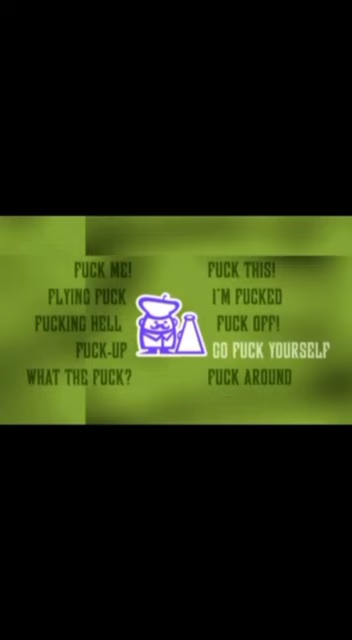 FUCK ME!
FLYING FUCK
FUCKING HELL
FUCK-UP
WHAT THE FUCK?
FUCK THIS!
I'M FUCKED
FUCK OFF!
GO FUCK YOURSELF
FUCK AROUND